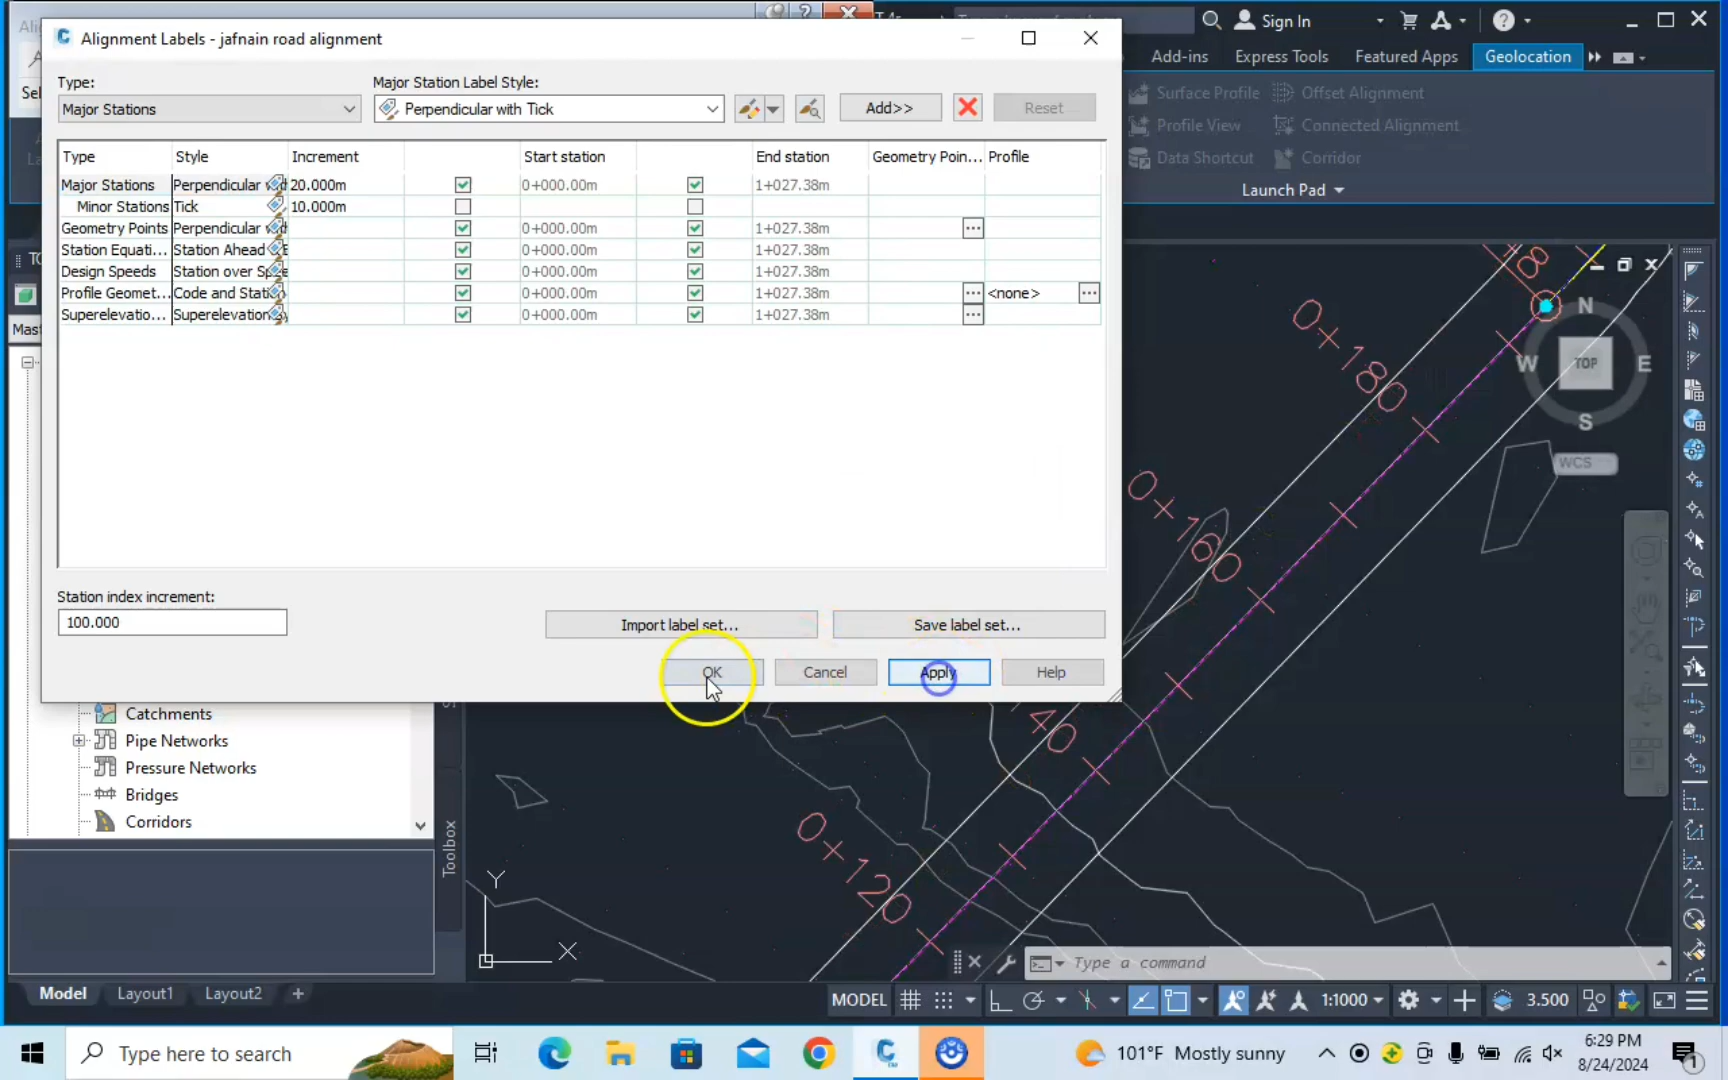 Alignment Labels - jafnain road alignment
Sign In
Add-ins
Express Tools
Featured Apps
Geolocation
Type:
Major Station Label Style:
Major Stations
Perpendicular with Tick
Add>>
Reset
Surface Profile
Offset Alignment
Profile View
Connected Alignment
Data Shortcut
Corridor
Launch Pad
Type Style Increment Start station End station Geometry Poin... Profile
Major Stations Perpendicular 20.000m 0+000.00m 1+027.38m
Minor Stations Tick 10.000m
Geometry Points Perpendicular 0+000.00m 1+027.38m
Station Equati... Station Ahead 0+000.00m 1+027.38m
Design Speeds Station over 0+000.00m 1+027.38m
Profile Geomet... Code and 0+000.00m 1+027.38m <none>
Superelevatio... Superelevation 0+000.00m 1+027.38m
Station index increment:
100.000
Import label set...
Save label set...
OK
Cancel
Apply
Help
Catchments
Pipe Networks
Pressure Networks
Bridges
Corridors
Toolbox
0+180
0+160
40
0+120
N
W
TOP
E
S
WCS
Y
X
Type a command
Model
Layout1
Layout2
+
MODEL
1:1000
3.500
Type here to search
101°F Mostly sunny
6:29 PM
8/24/2024
1